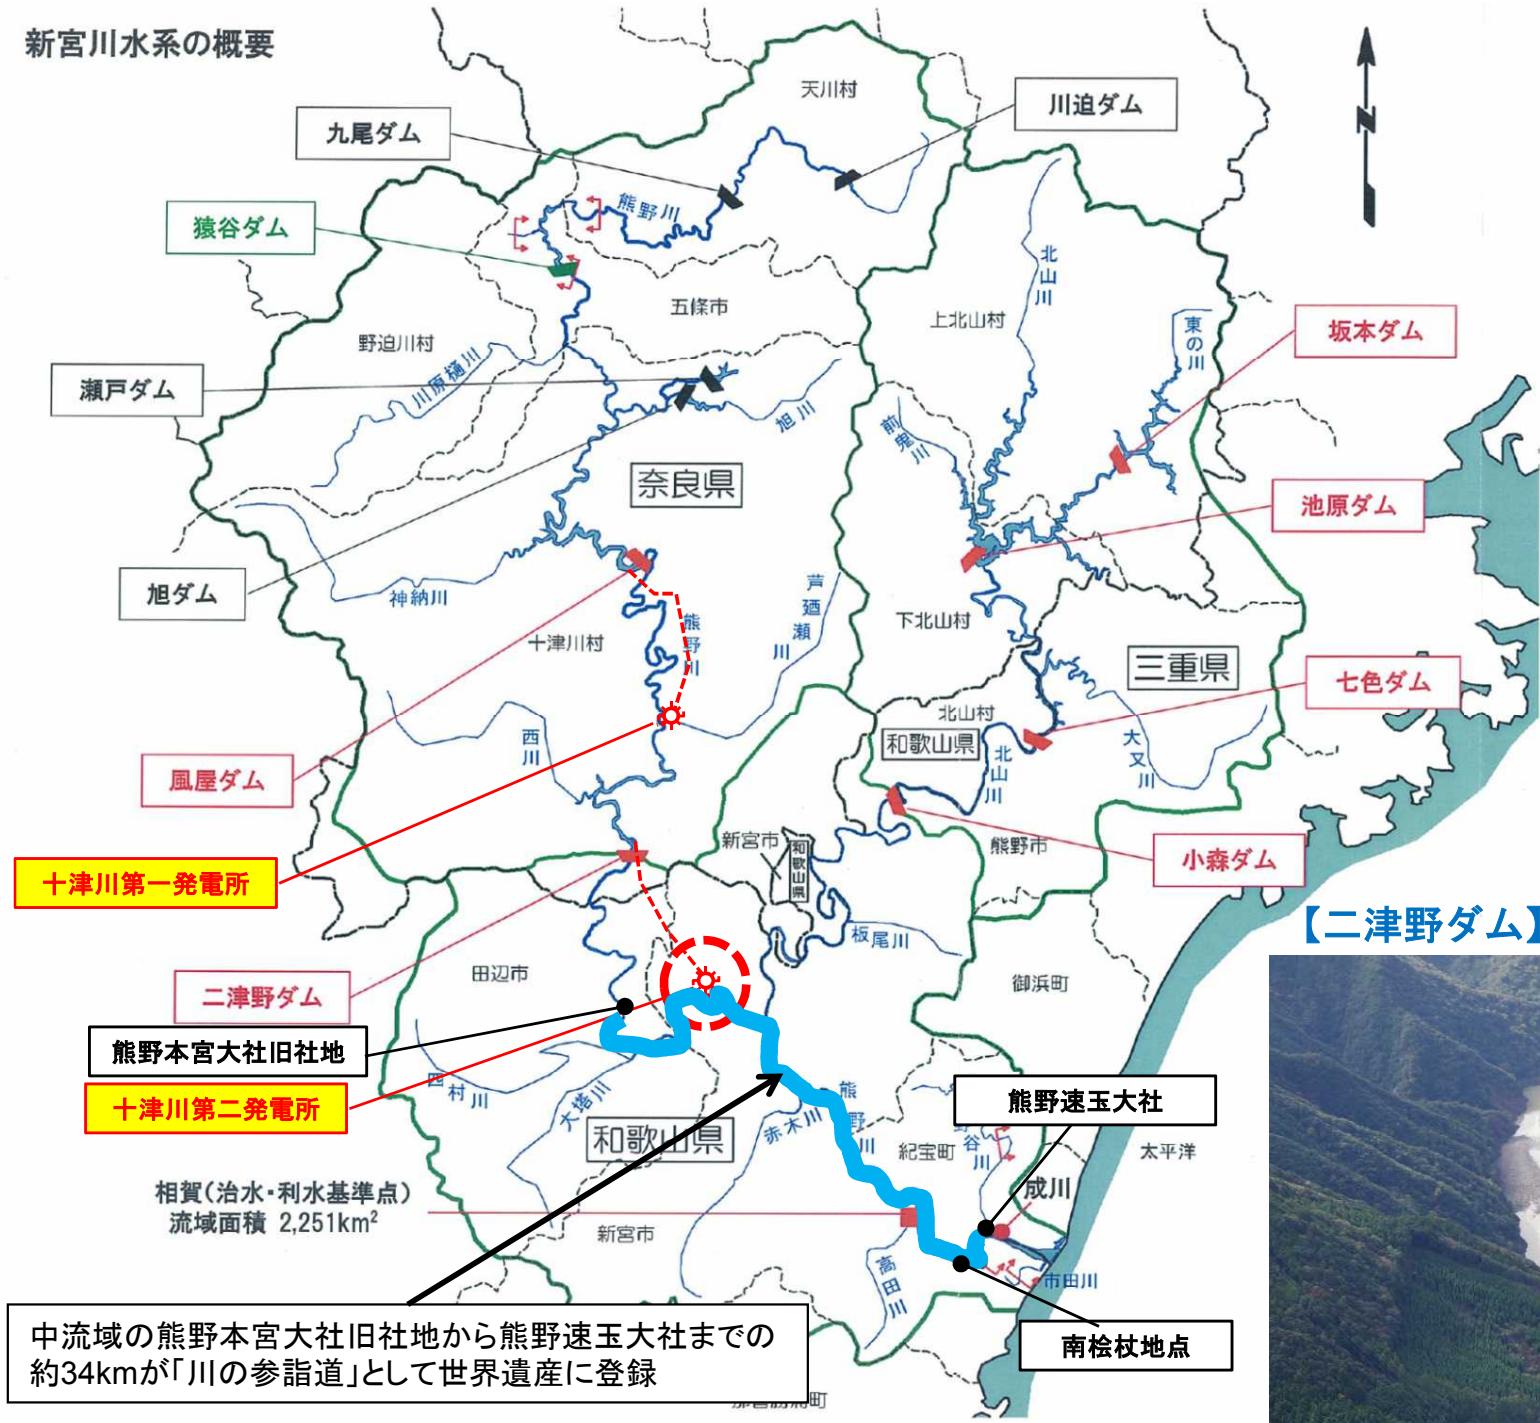 新宮川水系の概要
天川村
川迫ダム
九尾ダム
熊野川
猿谷ダム
五條市
上北山村
北山川
東の川
坂本ダム
野迫川村
川原樋川
瀬戸ダム
旭川
前鬼川
奈良県
池原ダム
旭ダム
神納川
芦廼瀬川
十津川村
熊野川
下北山村
三重県
七色ダム
北山村
和歌山県
西川
北山川
大又川
風屋ダム
新宮市
和歌山県
熊野市
小森ダム
十津川第一発電所
【二津野ダム】
板尾川
田辺市
御浜町
二津野ダム
熊野本宮大社旧社地
四村川
十津川第二発電所
大塔川
赤木川
熊野川
熊野速玉大社
和歌山県
紀宝町
谷川
太平洋
成川
相賀(治水・利水基準点)
流域面積 2,251km²
新宮市
高田川
市田川
中流域の熊野本宮大社旧社地から熊野速玉大社までの
約34kmが「川の参詣道」として世界遺産に登録
南桧杖地点